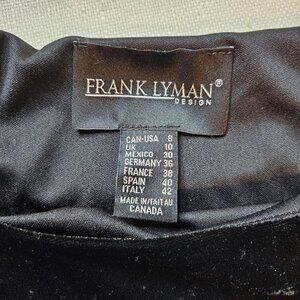 FRANK LYMAN®
DESIGN
CAN-USA 8
UK 10
MEXICO 30
GERMANY 36
FRANCE 38
SPAIN 40
ITALY 42
MADE IN/FAIT AU
CANADA